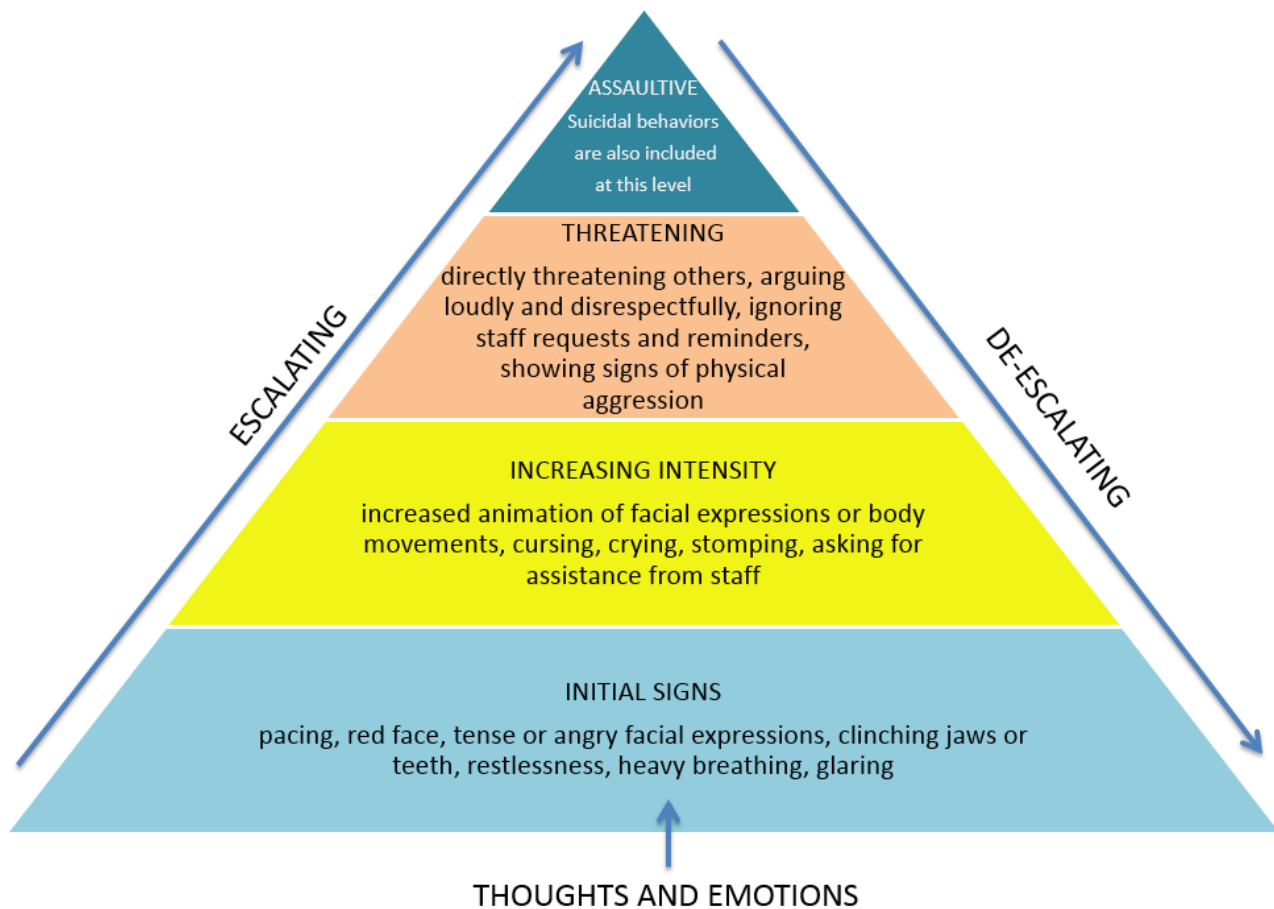 ASSAULTIVE
Suicidal behaviors
are also included
at this level
THREATENING
directly threatening others, arguing
loudly and disrespectfully, ignoring
staff requests and reminders,
showing signs of physical
aggression
ESCALATING
DE-ESCALATING
INCREASING INTENSITY
increased animation of facial expressions or body
movements, cursing, crying, stomping, asking for
assistance from staff
INITIAL SIGNS
pacing, red face, tense or angry facial expressions, clinching jaws or
teeth, restlessness, heavy breathing, glaring
THOUGHTS AND EMOTIONS